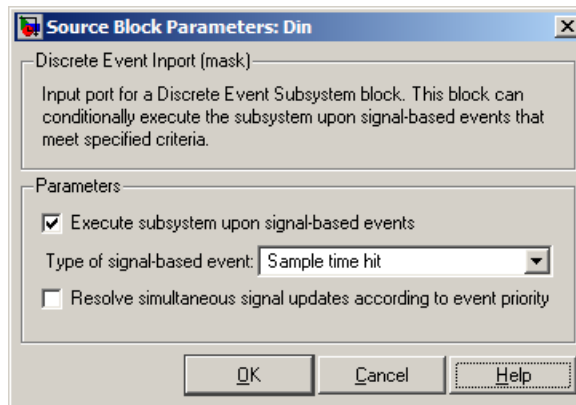 Source Block Parameters: Din
Discrete Event Inport (mask)
Input port for a Discrete Event Subsystem block. This block can
conditionally execute the subsystem upon signal-based events that
meet specified criteria.
Parameters
Execute subsystem upon signal-based events
Type of signal-based event: Sample time hit
Resolve simultaneous signal updates according to event priority
OK Cancel Help